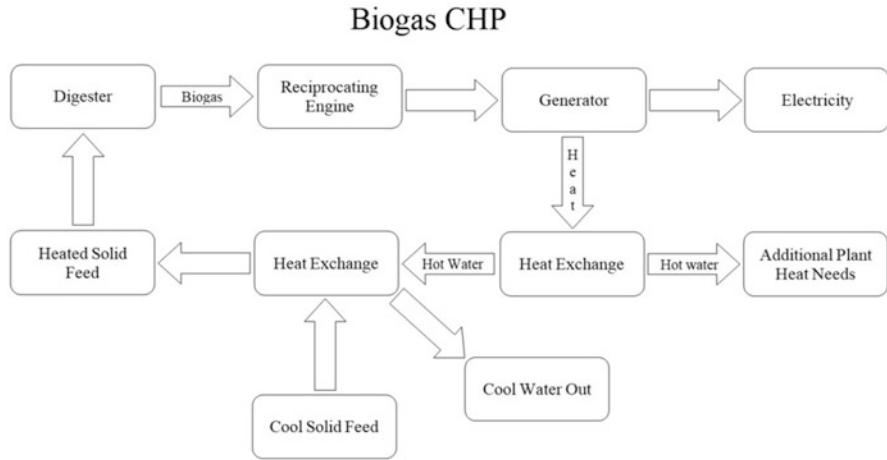 Biogas CHP
Digester
Biogas
Reciprocating
Engine
Generator
Electricity
Heat
Heated Solid
Feed
Heat Exchange
Hot Water
Heat Exchange
Hot water
Additional Plant
Heat Needs
Cool Water Out
Cool Solid Feed